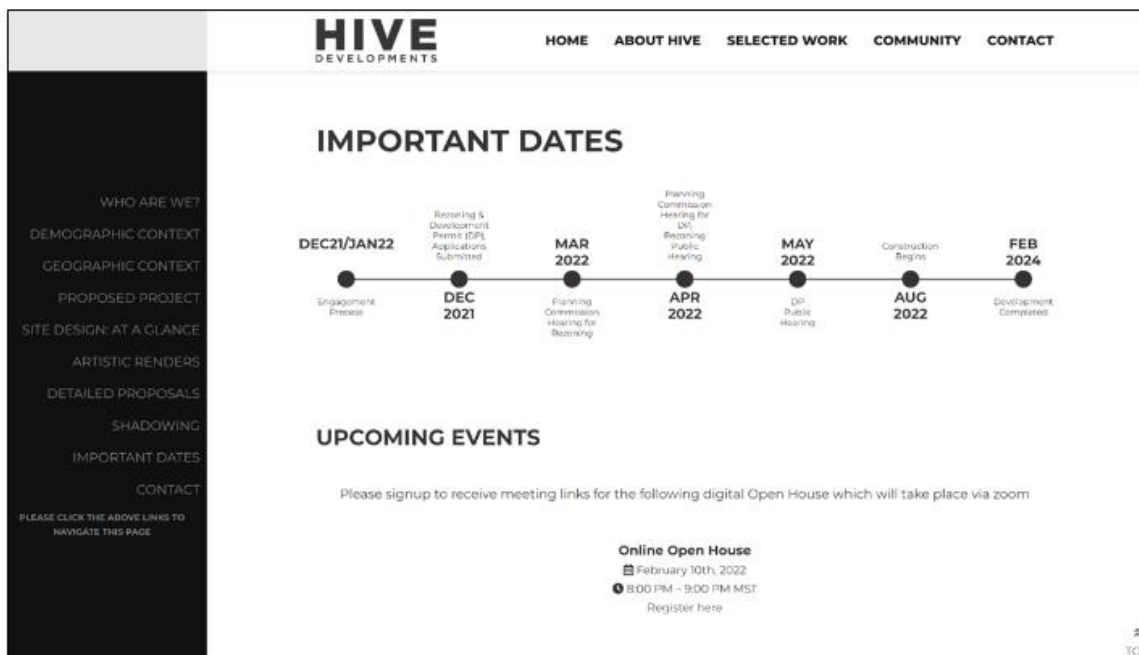 HIVE
DEVELOPMENTS
HOME ABOUT HIVE SELECTED WORK COMMUNITY CONTACT
WHO ARE WE?
DEMOGRAPHIC CONTEXT
GEOGRAPHIC CONTEXT
PROPOSED PROJECT
SITE DESIGN: AT A GLANCE
ARTISTIC RENDERS
DETAILED PROPOSALS
SHADOWING
IMPORTANT DATES
CONTACT
PLEASE CLICK THE ABOVE LINKS TO
NAVIGATE THIS PAGE
IMPORTANT DATES
DEC21/JAN22
Engagement
Process
Rezoning &
Development
Permit (DP),
Applications
Submitted
DEC
2021
MAR
2022
Planning
Commission
Hearing for
Rezoning
Planning
Commission
Hearing for
DP,
Rezoning
Public
Hearing
APR
2022
MAY
2022
DP
Public
Hearing
Construction
Begins
AUG
2022
FEB
2024
Development
Completed
UPCOMING EVENTS
Please signup to receive meeting links for the following digital Open House which will take place via zoom
Online Open House
February 10th, 2022
8:00 PM – 9:00 PM MST
Register here